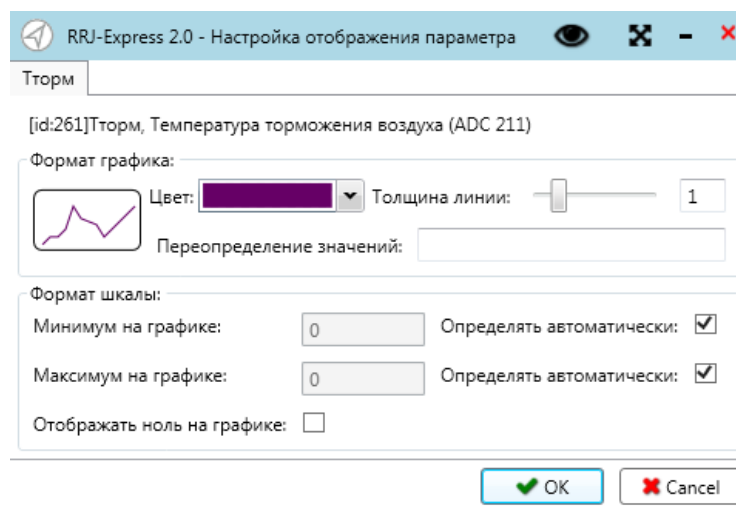 RRJ-Express 2.0 - Настройка отображения параметра
Тторм
[id:261]Тторм, Температура торможения воздуха (ADC 211)
Формат графика:
Цвет: Толщина линии: 1
Переопределение значений:
Формат шкалы:
Минимум на графике: 0 Определять автоматически:
Максимум на графике: 0 Определять автоматически:
Отображать ноль на графике:
OK Cancel